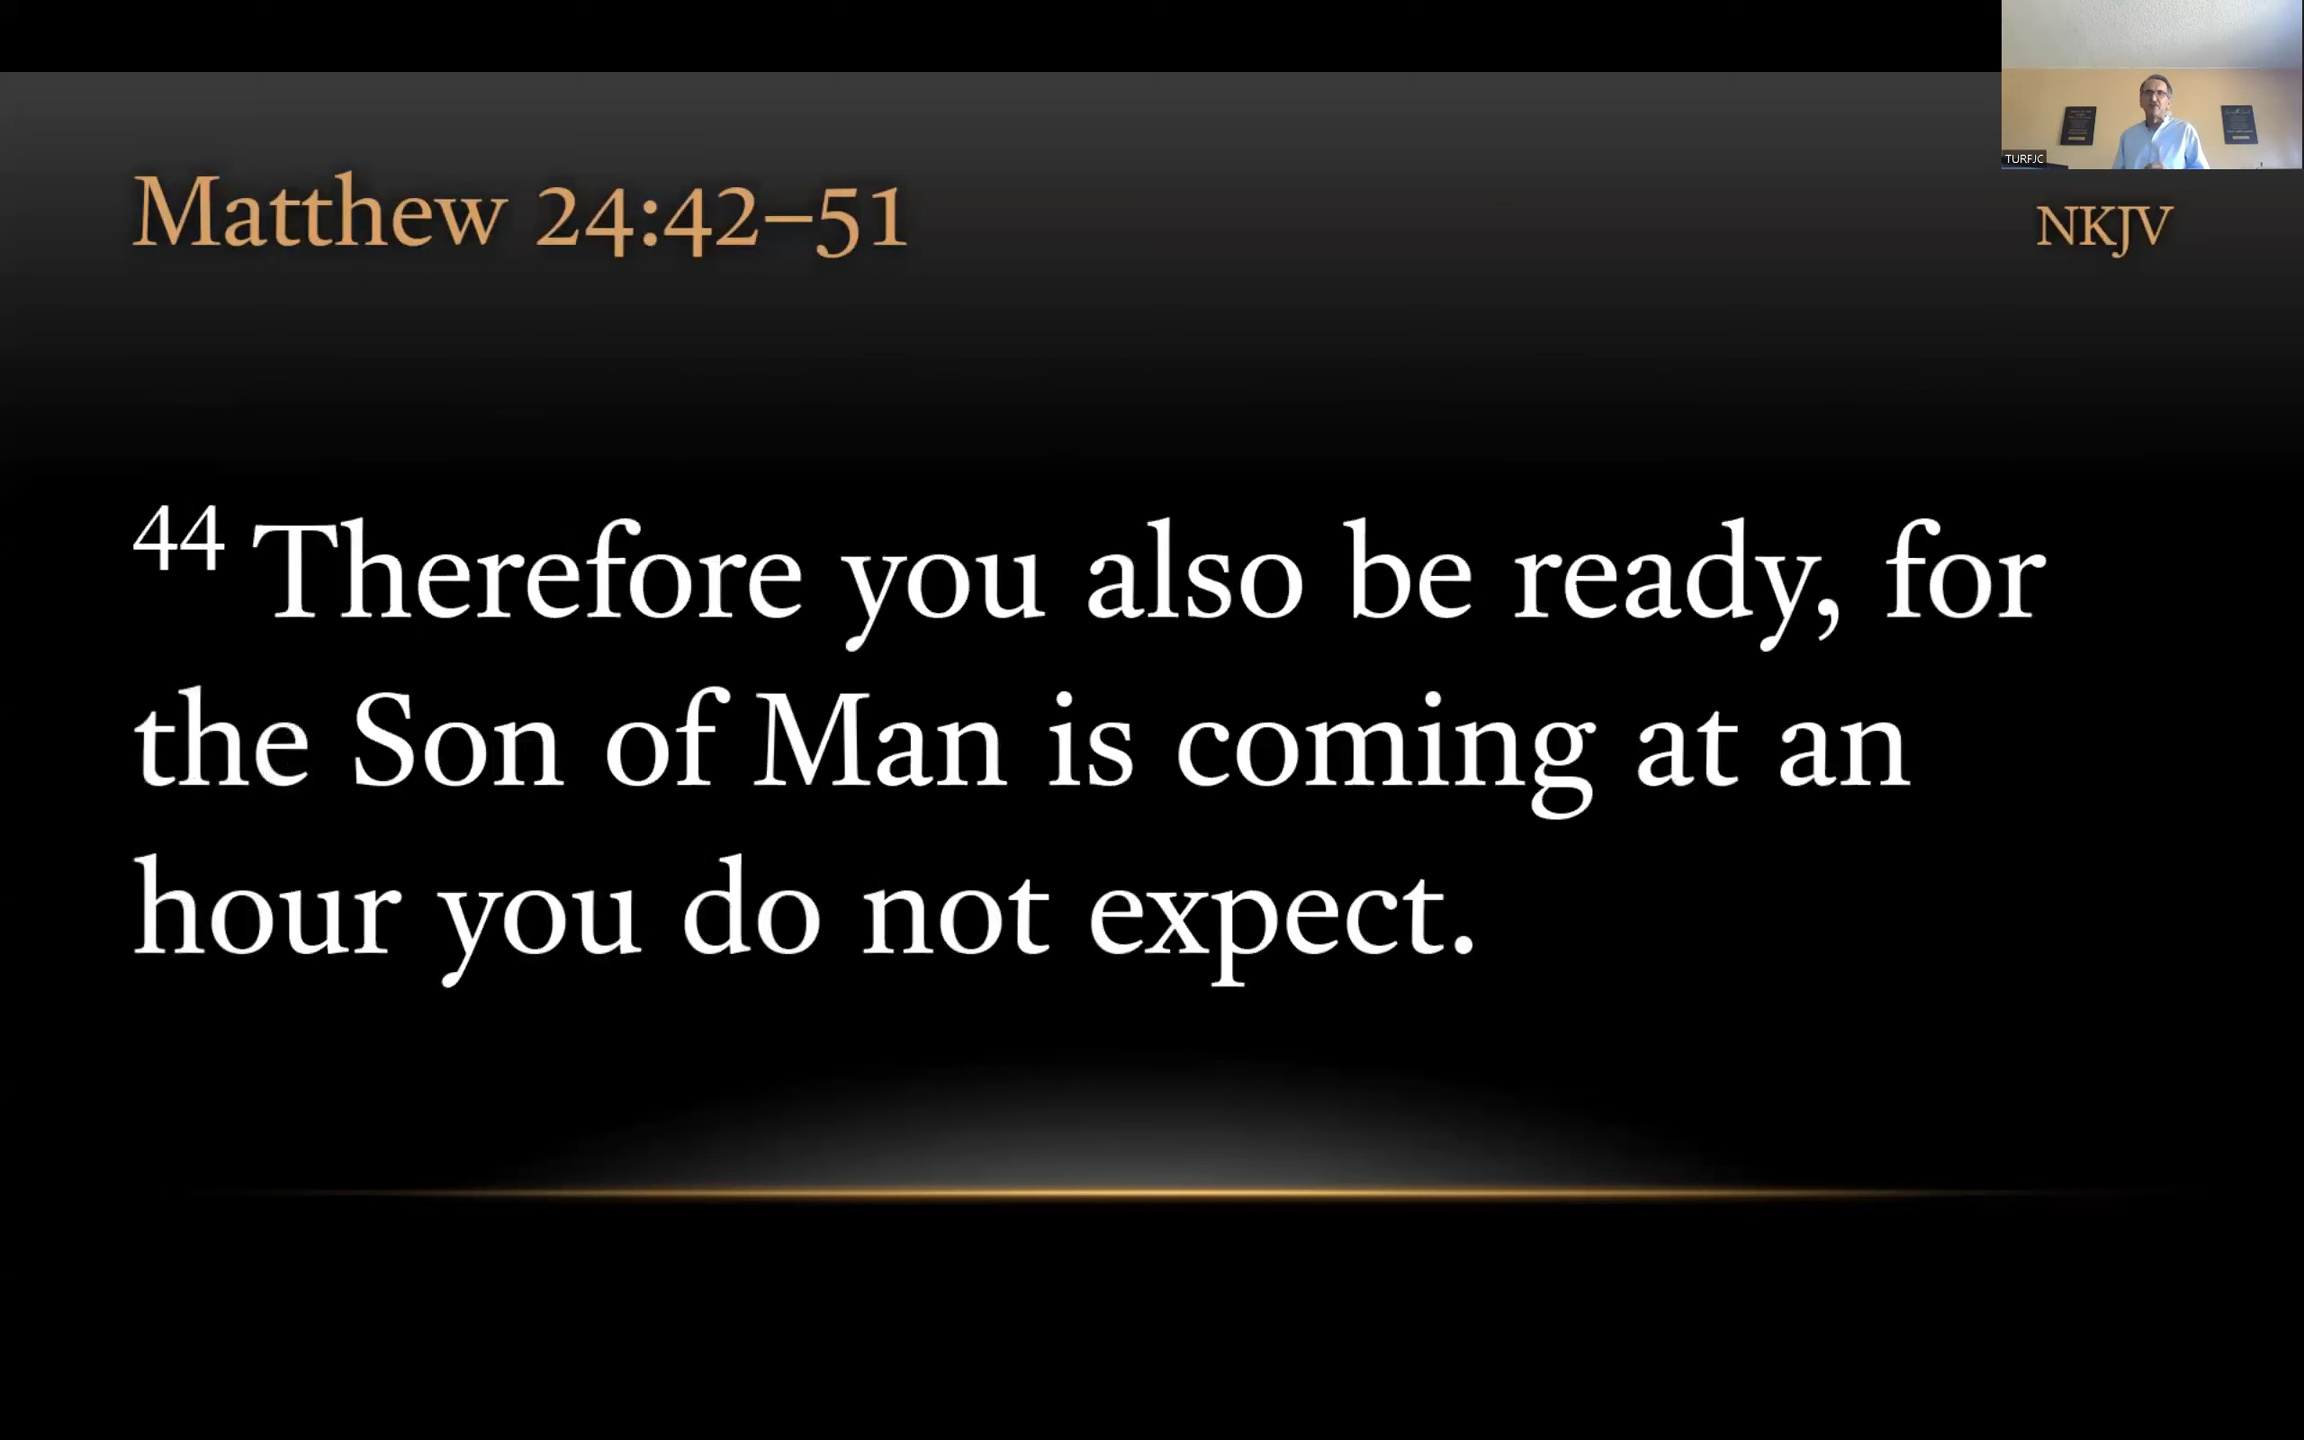 TURFJC
Matthew 24:42–51
NKJV
44 Therefore you also be ready, for
the Son of Man is coming at an
hour you do not expect.